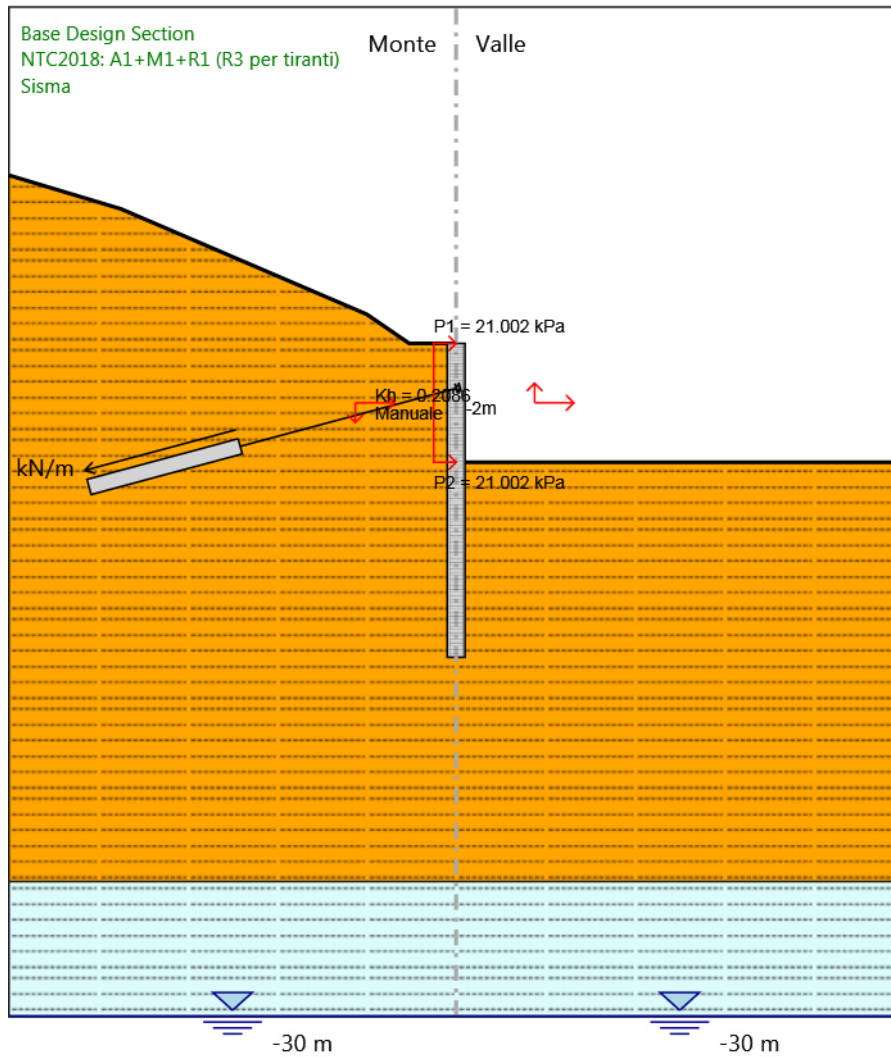 Base Design Section
NTC2018: A1+M1+R1 (R3 per tiranti)
Sisma
Monte
Valle
P1 = 21.002 kPa
Kh = 0.2086
Manuale
-2m
kN/m
P2 = 21.002 kPa
-30 m
-30 m